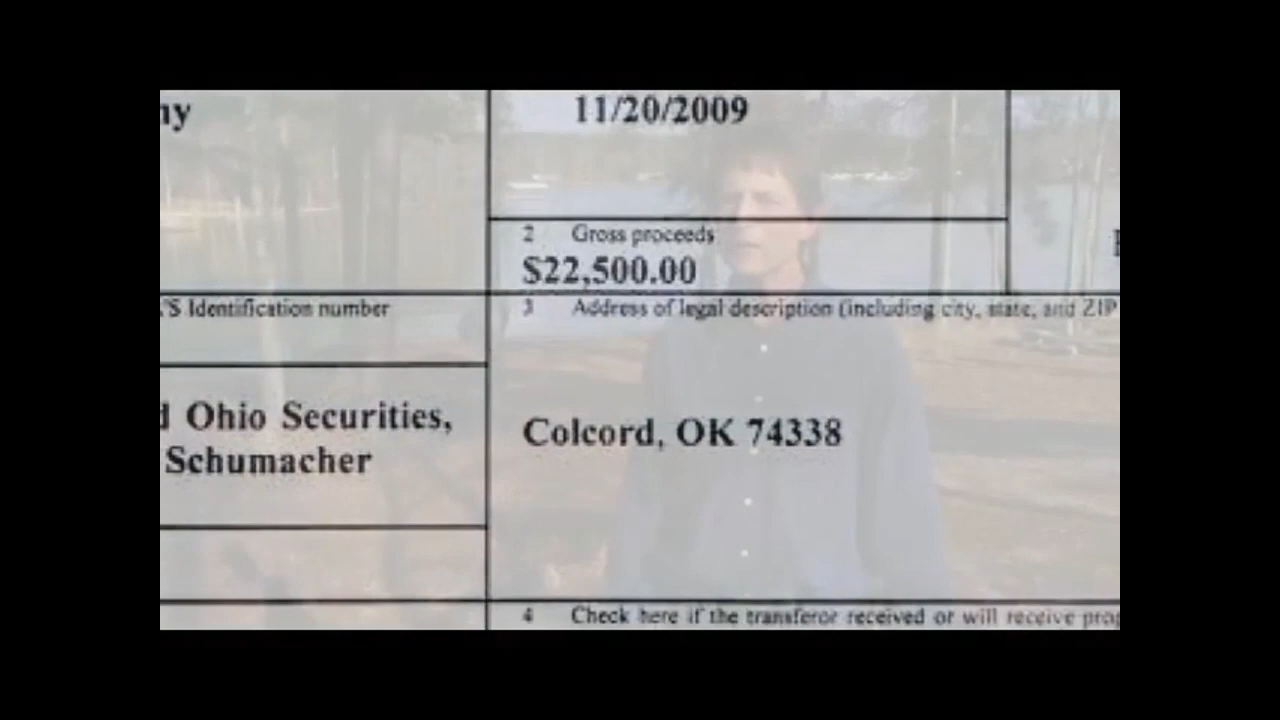 ny
11/20/2009
2 Gross proceeds
$22,500.00
'S Identification number
3 Address of legal description (including city, state, and ZIP
d Ohio Securities,
Schumacher
Colcord, OK 74338
4 Check here if the transferor received or will receive prop